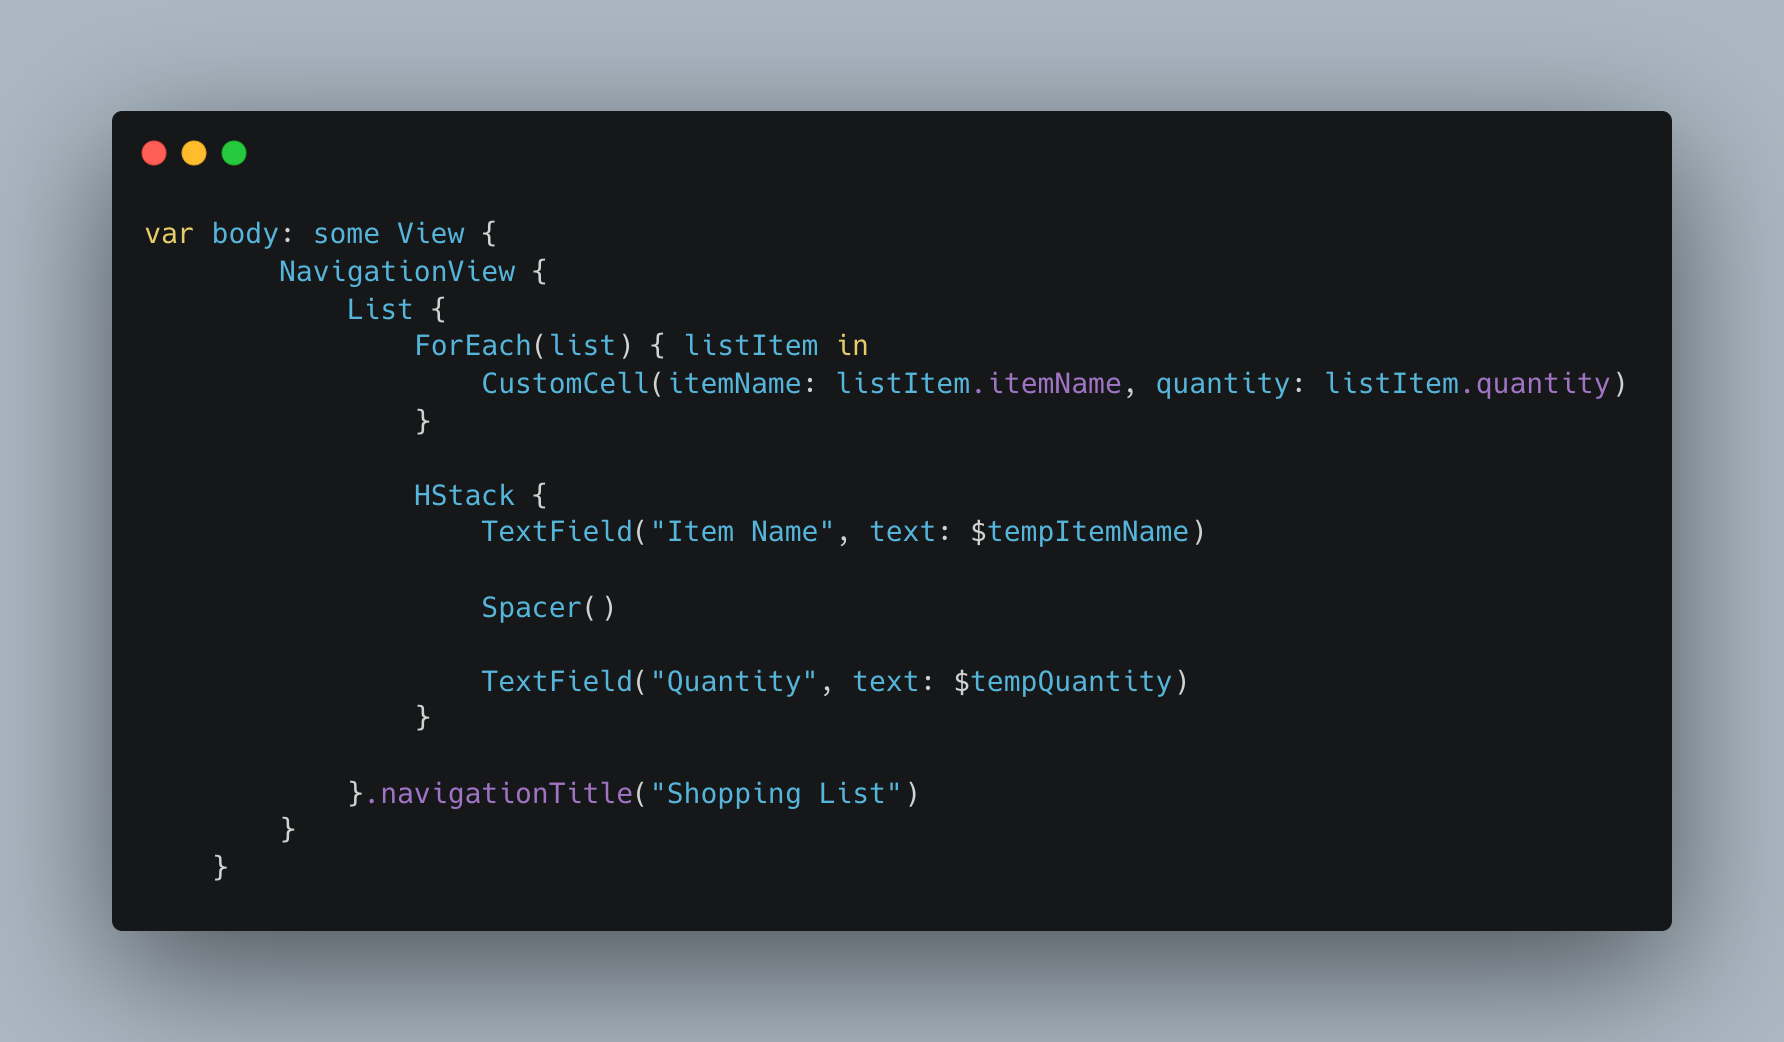 var body: some View {
        NavigationView {
            List {
                ForEach(list) { listItem in
                    CustomCell(itemName: listItem.itemName, quantity: listItem.quantity)
                }

                HStack {
                    TextField("Item Name", text: $tempItemName)

                    Spacer()

                    TextField("Quantity", text: $tempQuantity)
                }

            }.navigationTitle("Shopping List")
        }
    }